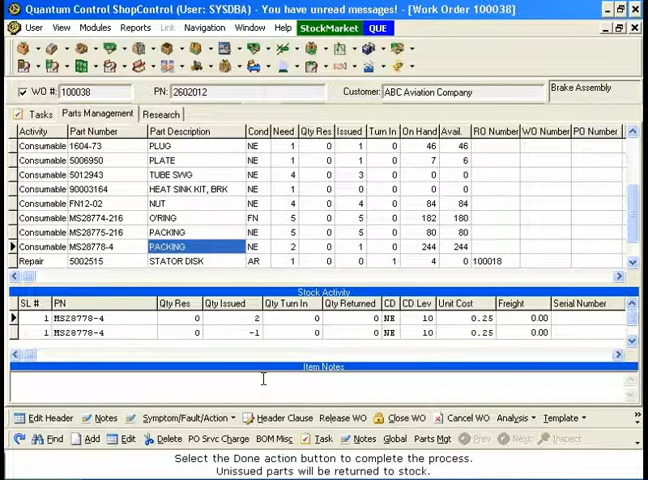 Quantum Control ShopControl (User: SYSDBA) - You have unread messages! - [Work Order 100038]
User View Modules Reports Link Navigation Window Help StockMarket QUE
WO #: 100038 PN: 2602012 Customer: ABC Aviation Company Brake Assembly
Tasks Parts Management Research
Activity Part Number Part Description Cond Need Qty Res Issued Turn In On Hand Avail. RO Number WO Number PO Number
Consumable 1604-73 PLUG NE 1 0 1 0 46 46
Consumable 5006950 PLATE NE 1 0 1 0 7 6
Consumable 5012943 TUBE SWG NE 4 0 3 0 0 0
Consumable 90003164 HEAT SINK KIT, BRK NE 1 0 0 0 0 0
Consumable FN12-02 NUT NE 4 0 4 0 84 84
Consumable MS28774-216 O'RING FN 5 0 5 0 182 180
Consumable MS28775-216 PACKING NE 5 0 5 0 80 80
Consumable MS28778-4 PACKING NE 2 0 1 0 244 244
Repair 5002515 STATOR DISK AR 1 0 0 1 4 0 100018
Stock Activity
SL # PN Qty Res Qty Issued Qty Turn In Qty Returned CD CD Lev Unit Cost Freight Serial Number
1 MS28778-4 0 2 0 0 NE 10 0.25 0.00
1 MS28778-4 0 -1 0 0 NE 10 0.25 0.00
Item Notes
Edit Header Notes Symptom/Fault/Action Header Clause Release WO Close WO Cancel WO Analysis Template
Find Add Edit Delete PO Srvc Charge BOM Misc Task Notes Global Parts Mgt Prev Next Inspect
Select the Done action button to complete the process.
Unissued parts will be returned to stock.